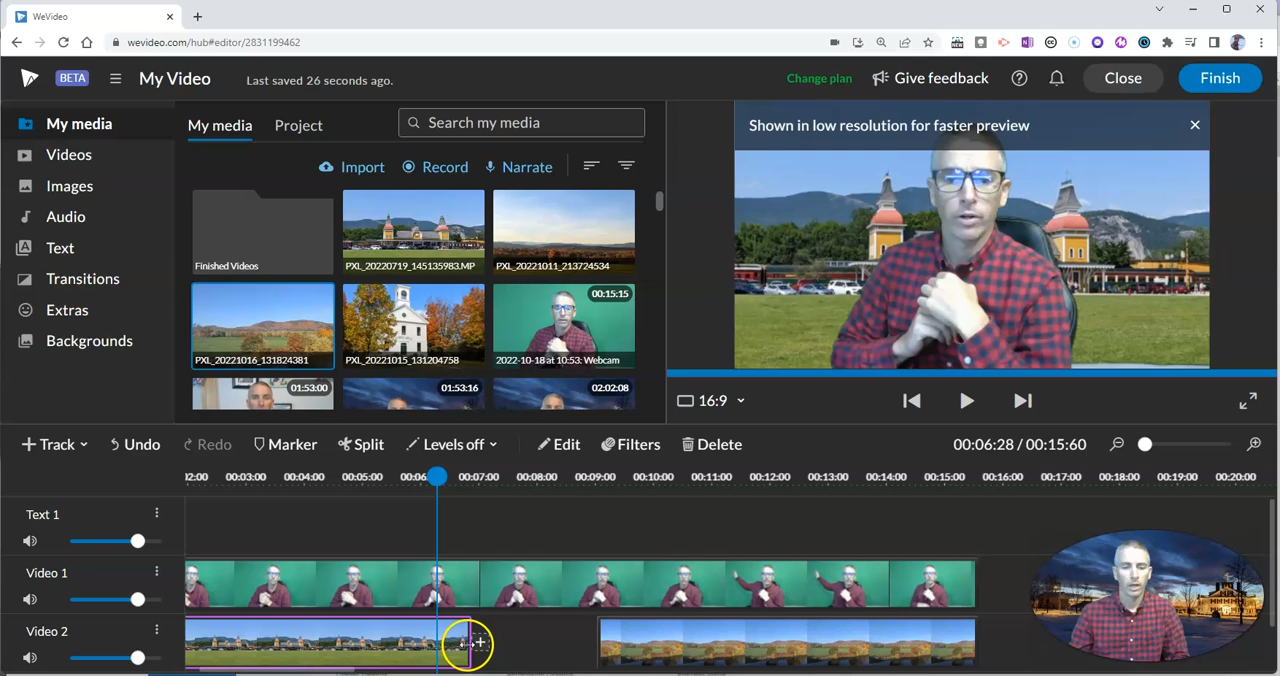 WeVideo
wevideo.com/hub#editor/2831199462
BETA
My Video
Last saved 26 seconds ago.
Change plan
Give feedback
Close
Finish
My media
Videos
Images
Audio
Text
Transitions
Extras
Backgrounds
My media
Project
Search my media
Import
Record
Narrate
Finished Videos
PXL_20220719_145135983.MP
PXL_20221011_213724534
PXL_20221016_131824381
PXL_20221015_131204758
00:15:15
2022-10-18 at 10:53: Webcam
01:53:00
01:53:16
02:02:08
Shown in low resolution for faster preview
16:9
Track
Undo
Redo
Marker
Split
Levels off
Edit
Filters
Delete
00:06:28 / 00:15:60
00:03:00 00:04:00 00:05:00 00:07:00 00:08:00 00:09:00 00:10:00 00:11:00 00:12:00 00:13:00 00:14:00 00:15:00 00:16:00 00:17:00 00:18:00 00:19:00 00:20:00
Text 1
Video 1
Video 2